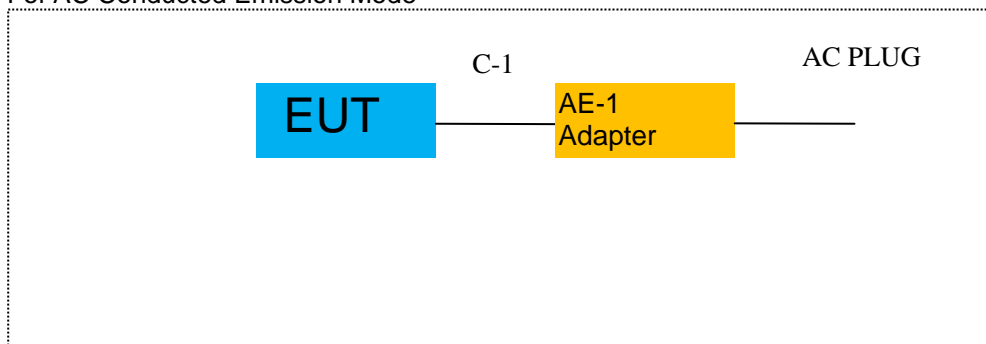 For AC Conducted Emission Mode
C-1
AC PLUG
EUT
AE-1
Adapter